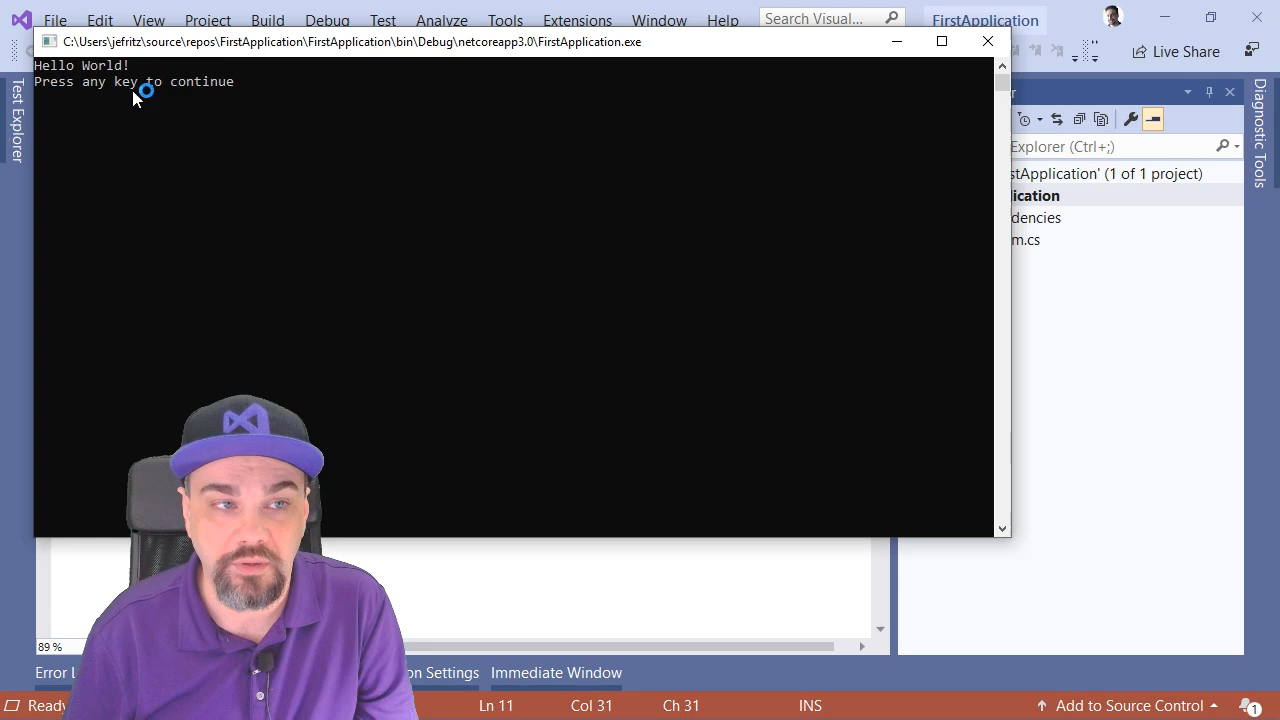 File Edit View Project Build Debug Test Analyze Tools Extensions Window Help Search Visual... FirstApplication
C:\Users\jefritz\source\repos\FirstApplication\FirstApplication\bin\Debug\netcoreapp3.0\FirstApplication.exe
Live Share
Hello World!
Press any key to continue
Test Explorer
Diagnostic Tools
Explorer (Ctrl+;)
stApplication' (1 of 1 project)
lication
dencies
m.cs
89 %
Error L
on Settings Immediate Window
Ready
Ln 11 Col 31 Ch 31 INS Add to Source Control 1